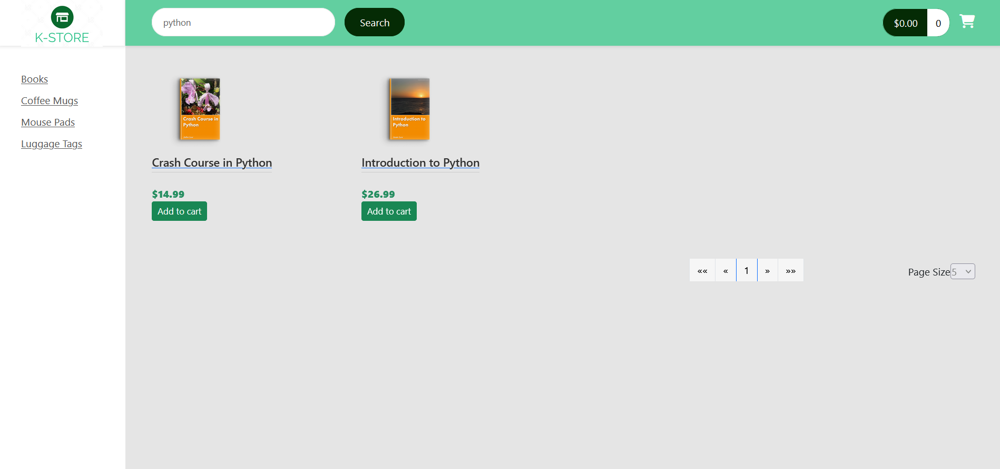 K-STORE
python
Search
$0.00
0
Books
Coffee Mugs
Mouse Pads
Luggage Tags
Crash Course in
Python
John Lee
Introduction to
Python
Crash Course in Python
Introduction to Python
$14.99
$26.99
Add to cart
Add to cart
««
«
1
»
»»
Page Size
5